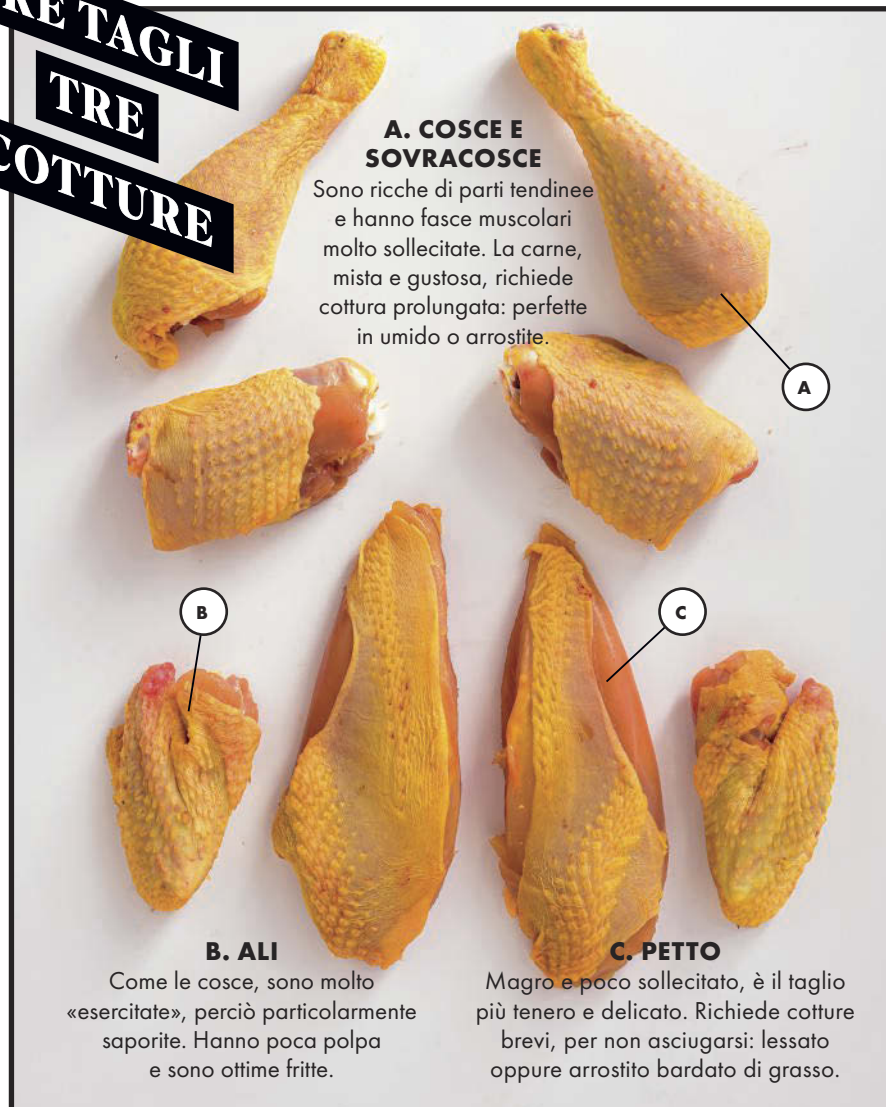 RE TAGLI
TRE
COTTURE
A. COSCE E
SOVRACOSCE
Sono ricche di parti tendinee
e hanno fasce muscolari
molto sollecitate. La carne,
mista e gustosa, richiede
cottura prolungata: perfette
in umido o arrostite.
A
B
C
B. ALI
Come le cosce, sono molto
«esercitate», perciò particolarmente
saporite. Hanno poca polpa
e sono ottime fritte.
C. PETTO
Magro e poco sollecitato, è il taglio
più tenero e delicato. Richiede cotture
brevi, per non asciugarsi: lessato
oppure arrostito bardato di grasso.